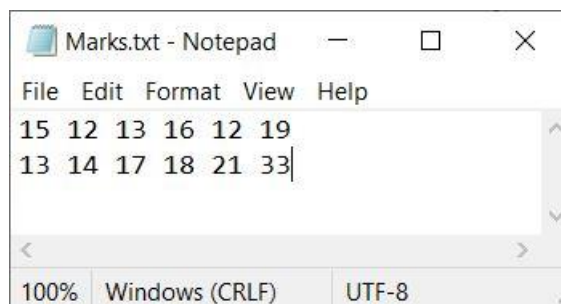 Marks.txt - Notepad
File Edit Format View Help
15 12 13 16 12 19
13 14 17 18 21 33
100% Windows (CRLF) UTF-8